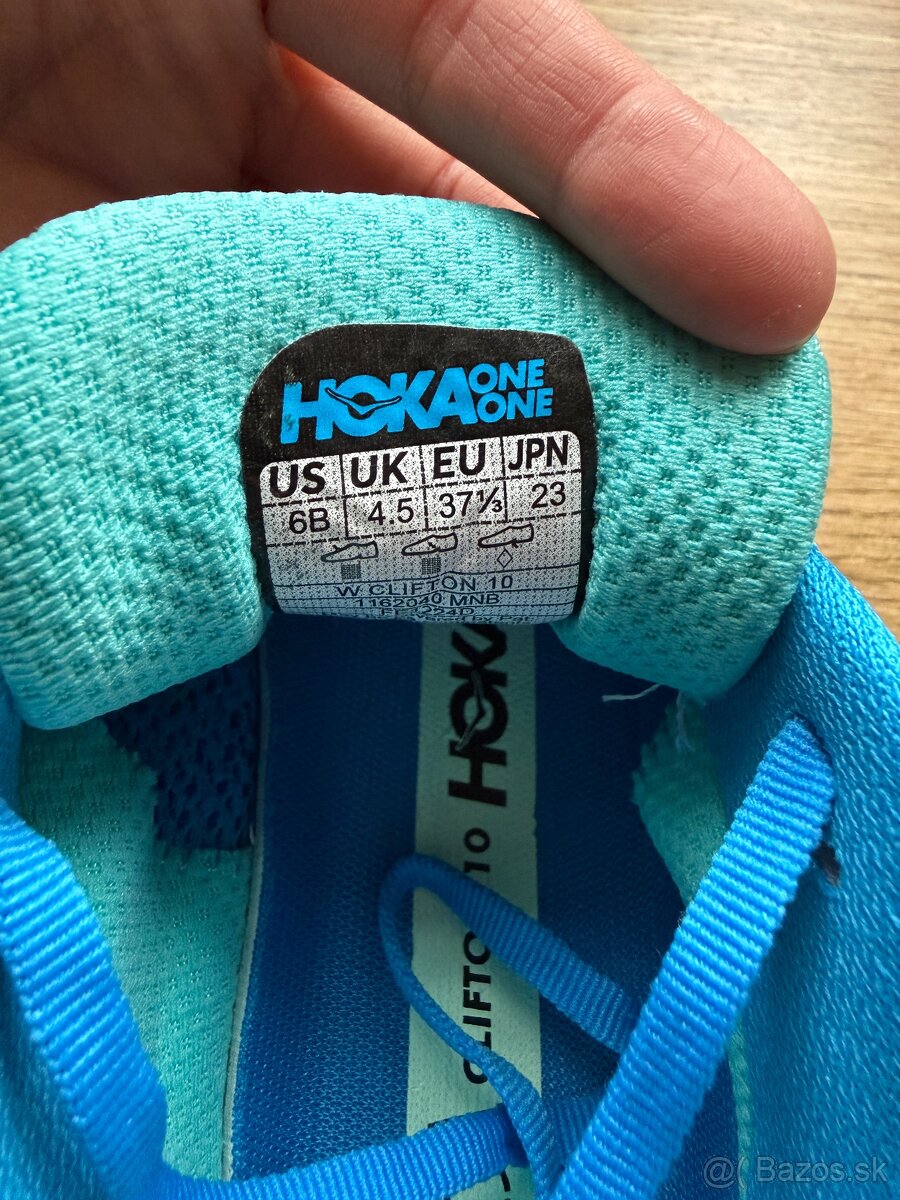 HOKA ONE ONE
US UK EU JPN
6B 4.5 37⅓ 23
W CLIFTON 10
1162040 MNB
HOKA
CLIFTO 10
@( Bazos.sk